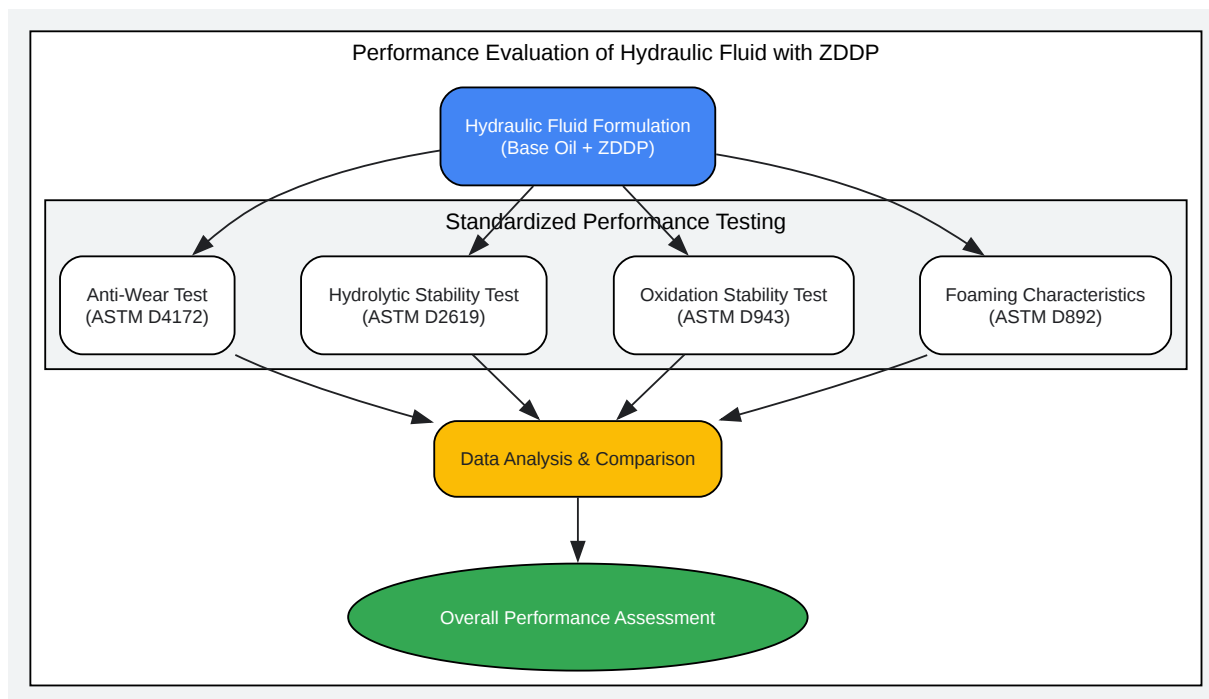 Performance Evaluation of Hydraulic Fluid with ZDDP
Hydraulic Fluid Formulation
(Base Oil + ZDDP)
Standardized Performance Testing
Anti-Wear Test
(ASTM D4172)
Hydrolytic Stability Test
(ASTM D2619)
Oxidation Stability Test
(ASTM D943)
Foaming Characteristics
(ASTM D892)
Data Analysis & Comparison
Overall Performance Assessment